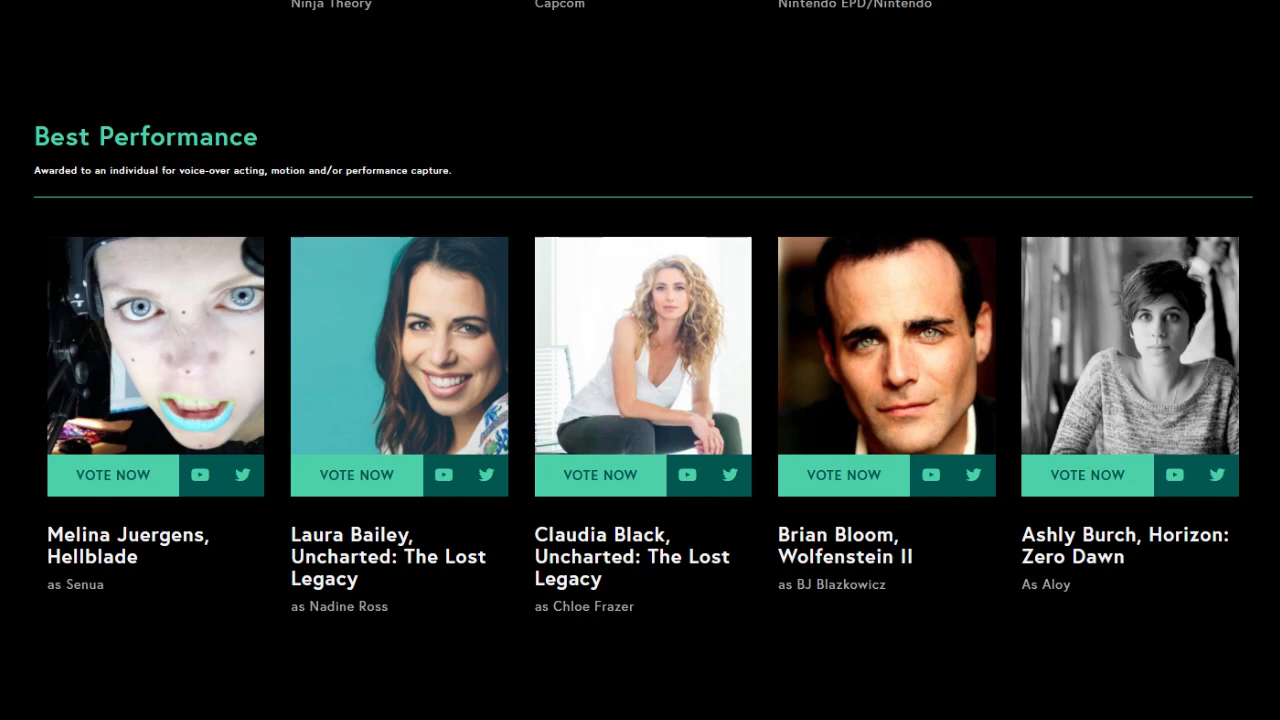 Ninja Theory
Capcom
Nintendo EPD/Nintendo
Best Performance
Awarded to an individual for voice-over acting, motion and/or performance capture.
VOTE NOW
VOTE NOW
VOTE NOW
VOTE NOW
VOTE NOW
Melina Juergens,
Hellblade
as Senua
Laura Bailey,
Uncharted: The Lost
Legacy
as Nadine Ross
Claudia Black,
Uncharted: The Lost
Legacy
as Chloe Frazer
Brian Bloom,
Wolfenstein II
as BJ Blazkowicz
Ashly Burch, Horizon:
Zero Dawn
As Aloy